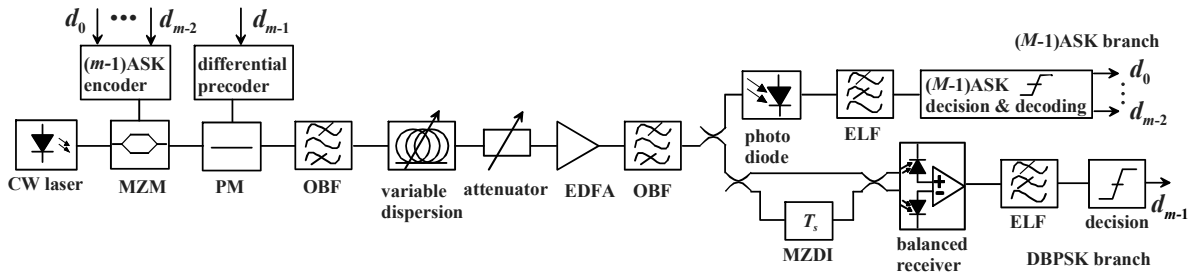 d0 ••• dm-2
dm-1
(m-1)ASK
encoder
differential
precoder
CW laser
MZM
PM
OBF
variable
dispersion
attenuator
EDFA
OBF
(M-1)ASK branch
photo
diode
ELF
(M-1)ASK
decision & decoding
d0
⋮
dm-2
Ts
MZDI
+
-
balanced
receiver
ELF
decision
dm-1
DBPSK branch